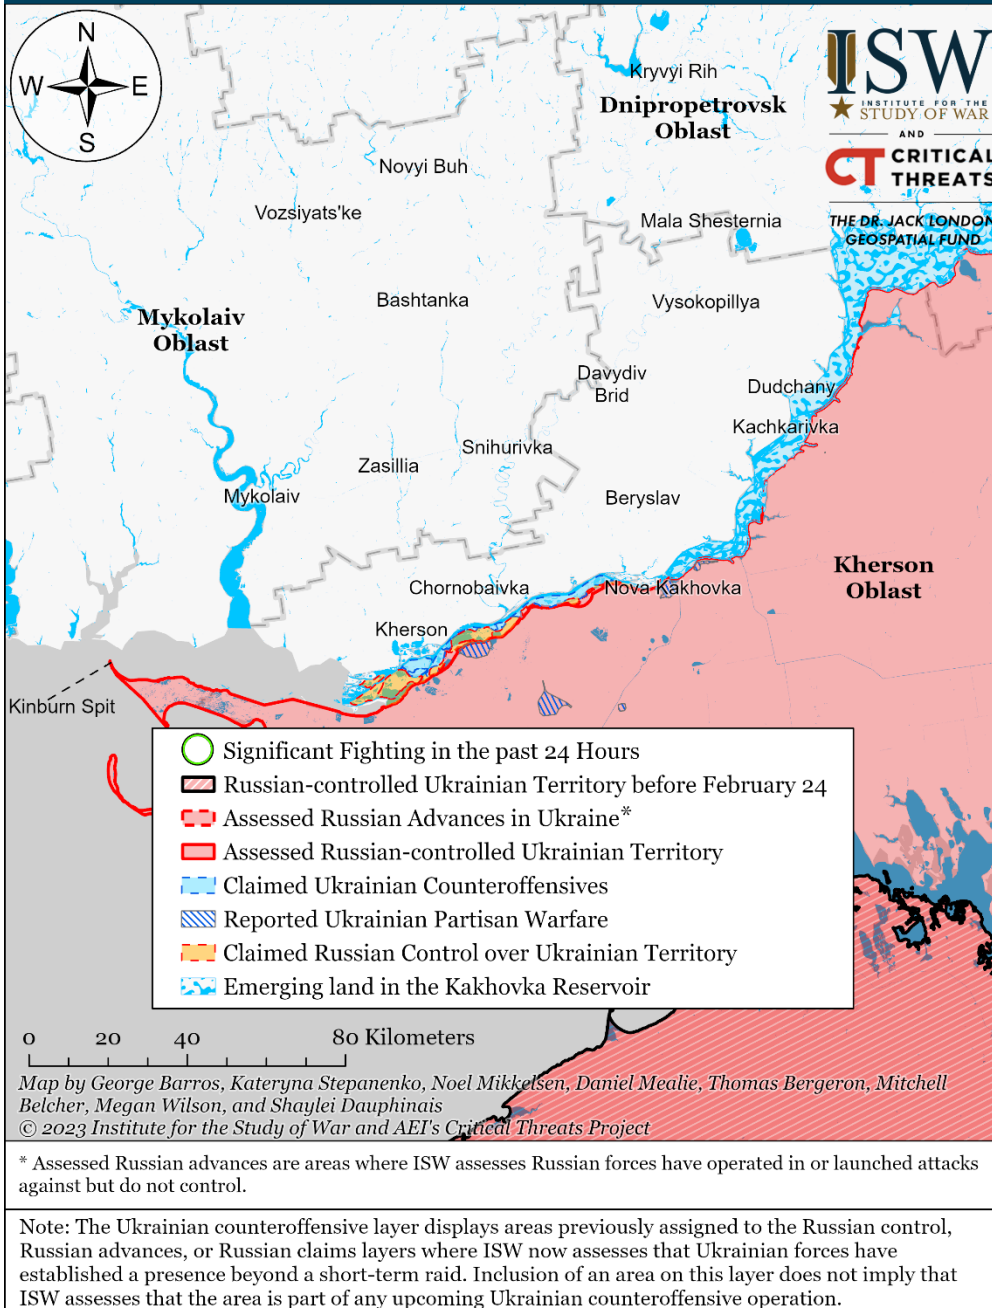 N
W
E
S
ISW
INSTITUTE FOR THE
STUDY OF WAR
AND
CT CRITICAL
THREATS
THE DR. JACK LONDON
GEOSPATIAL FUND
Kryvyi Rih
Dnipropetrovsk
Oblast
Novyi Buh
Vozsiyats'ke
Mala Shesternia
Bashtanka
Vysokopillya
Mykolaiv
Oblast
Davydiv
Brid
Dudchany
Kachkarivka
Snihurivka
Zasillia
Mykolaiv
Beryslav
Kherson
Oblast
Chornobaivka
Nova Kakhovka
Kherson
Kinburn Spit
Significant Fighting in the past 24 Hours
Russian-controlled Ukrainian Territory before February 24
Assessed Russian Advances in Ukraine*
Assessed Russian-controlled Ukrainian Territory
Claimed Ukrainian Counteroffensives
Reported Ukrainian Partisan Warfare
Claimed Russian Control over Ukrainian Territory
Emerging land in the Kakhovka Reservoir
0 20 40 80 Kilometers
Map by George Barros, Kateryna Stepanenko, Noel Mikkelsen, Daniel Mealie, Thomas Bergeron, Mitchell
Belcher, Megan Wilson, and Shaylei Dauphinais
© 2023 Institute for the Study of War and AEI's Critical Threats Project
* Assessed Russian advances are areas where ISW assesses Russian forces have operated in or launched attacks
against but do not control.
Note: The Ukrainian counteroffensive layer displays areas previously assigned to the Russian control,
Russian advances, or Russian claims layers where ISW now assesses that Ukrainian forces have
established a presence beyond a short-term raid. Inclusion of an area on this layer does not imply that
ISW assesses that the area is part of any upcoming Ukrainian counteroffensive operation.